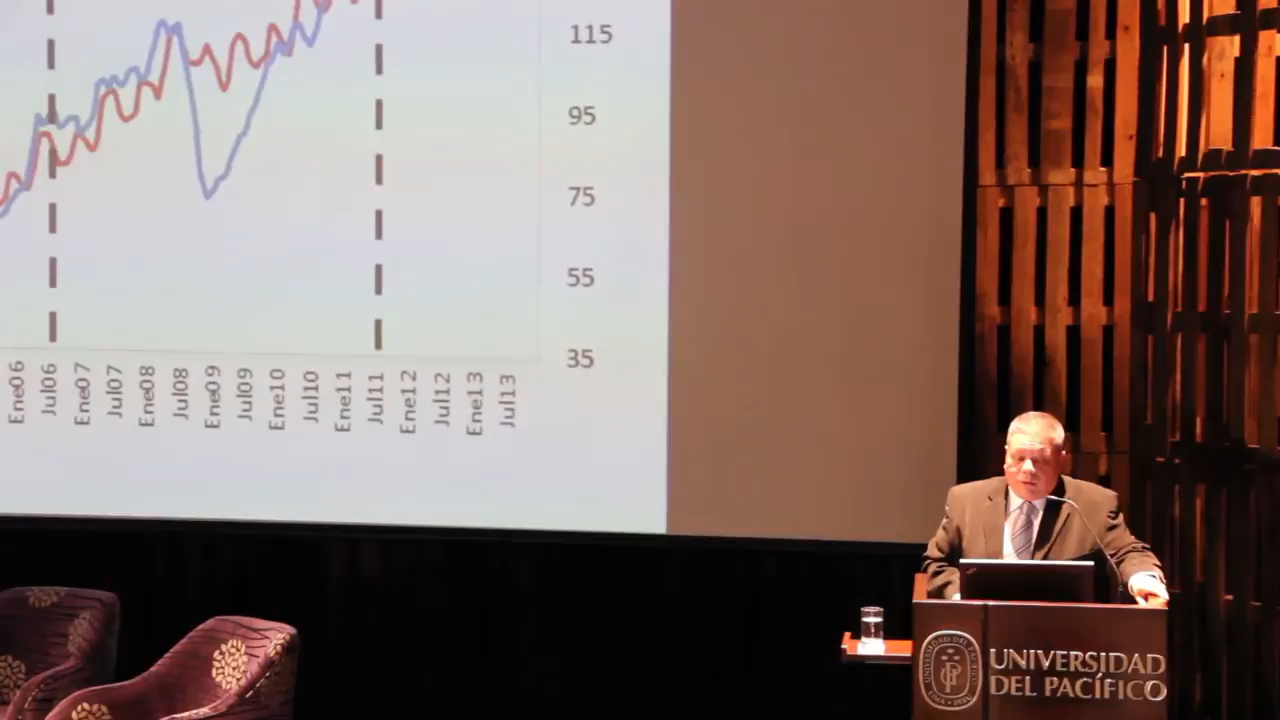 115
95
75
55
35
Ene06
Jul06
Ene07
Jul07
Ene08
Jul08
Ene09
Jul09
Ene10
Jul10
Ene11
Jul11
Ene12
Jul12
Ene13
Jul13
UNIVERSIDAD
DEL PACÍFICO